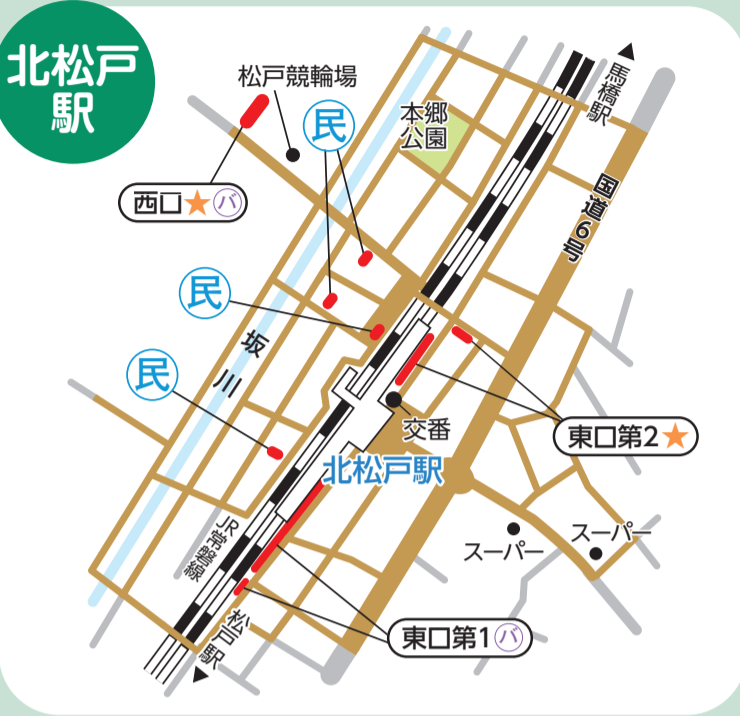 北松戸
駅
松戸競輪場
民
本郷
公園
馬橋駅
国道6号
西口★バ
民
坂川
民
交番
東口第2★
北松戸駅
スーパー
スーパー
JR常磐線
松戸駅
東口第1バ